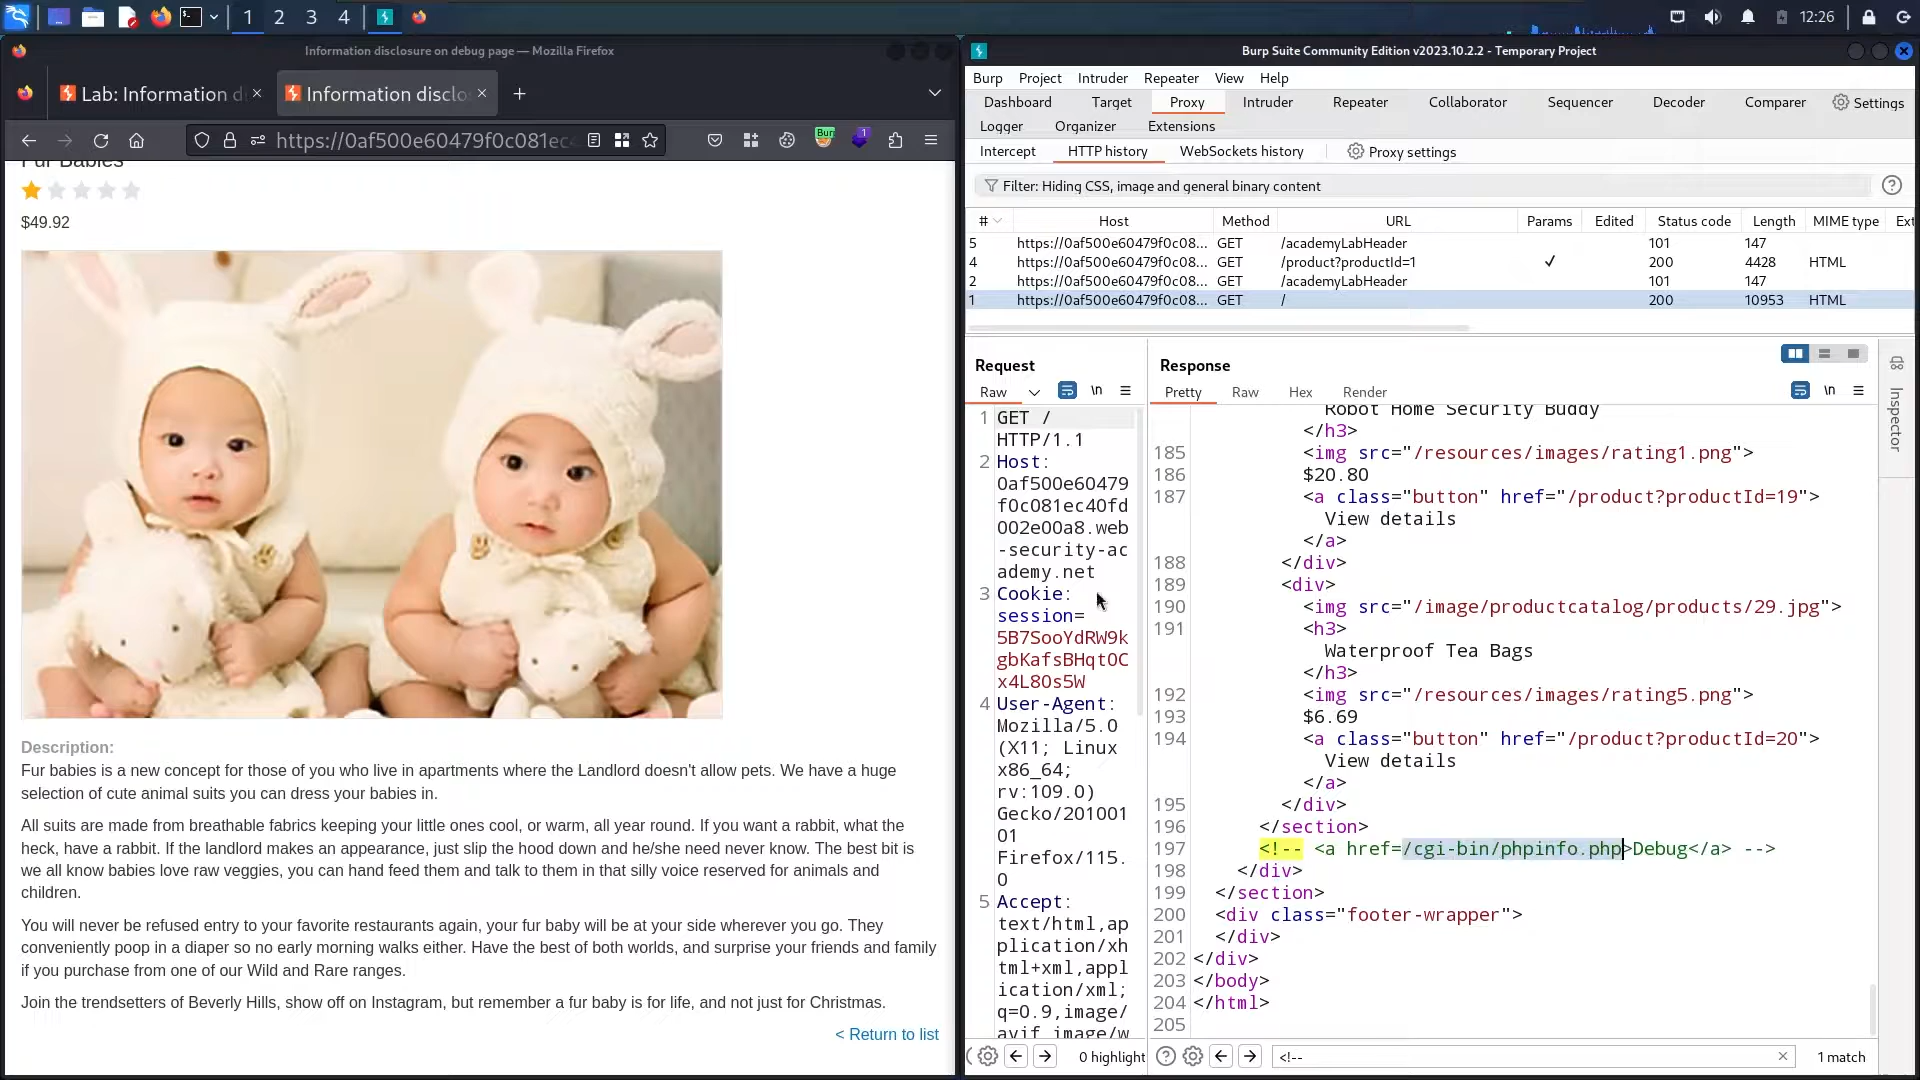 1 2 3 4
12:26
Information disclosure on debug page — Mozilla Firefox
Lab: Information d
Information disclo
https://0af500e60479f0c081ec4
Bur
1
Fur Babies
$49.92
Description:
Fur babies is a new concept for those of you who live in apartments where the Landlord doesn't allow pets. We have a huge
selection of cute animal suits you can dress your babies in.
All suits are made from breathable fabrics keeping your little ones cool, or warm, all year round. If you want a rabbit, what the
heck, have a rabbit. If the landlord makes an appearance, just slip the hood down and he/she need never know. The best bit is
we all know babies love raw veggies, you can hand feed them and talk to them in that silly voice reserved for animals and
children.
You will never be refused entry to your favorite restaurants again, your fur baby will be at your side wherever you go. They
conveniently poop in a diaper so no early morning walks either. Have the best of both worlds, and surprise your friends and family
if you purchase from one of our Wild and Rare ranges.
Join the trendsetters of Beverly Hills, show off on Instagram, but remember a fur baby is for life, and not just for Christmas.
< Return to list
Burp Suite Community Edition v2023.10.2.2 - Temporary Project
Burp Project Intruder Repeater View Help
Dashboard Target Proxy Intruder Repeater Collaborator Sequencer Decoder Comparer Settings
Logger Organizer Extensions
Intercept HTTP history WebSockets history Proxy settings
Filter: Hiding CSS, image and general binary content
# Host Method URL Params Edited Status code Length MIME type Ext
5 https://0af500e60479f0c08... GET /academyLabHeader 101 147
4 https://0af500e60479f0c08... GET /product?productId=1 ✓ 200 4428 HTML
2 https://0af500e60479f0c08... GET /academyLabHeader 101 147
1 https://0af500e60479f0c08... GET / 200 10953 HTML
Request
Raw \n
1 GET /
HTTP/1.1
2 Host:
0af500e60479
f0c081ec40fd
002e00a8.web
-security-ac
ademy.net
3 Cookie:
session=
5B7SooYdRW9k
gbKafsBHqt0C
x4L8Os5W
4 User-Agent:
Mozilla/5.0
(X11; Linux
x86_64;
rv:109.0)
Gecko/201001
01
Firefox/115.
0
5 Accept:
text/html,ap
plication/xh
tml+xml,appl
ication/xml;
q=0.9,image/
avif,image/w
0 highlight
Response
Pretty Raw Hex Render \n
Robot Home Security Buddy
</h3>
185 <img src="/resources/images/rating1.png">
186 $20.80
187 <a class="button" href="/product?productId=19">
View details
</a>
188 </div>
189 <div>
190 <img src="/image/productcatalog/products/29.jpg">
191 <h3>
Waterproof Tea Bags
</h3>
192 <img src="/resources/images/rating5.png">
193 $6.69
194 <a class="button" href="/product?productId=20">
View details
</a>
195 </div>
196 </section>
197 <!-- <a href=/cgi-bin/phpinfo.php>Debug</a> -->
198 </div>
199 </section>
200 <div class="footer-wrapper">
201 </div>
202 </div>
203 </body>
204 </html>
205
<!--
1 match
Inspector